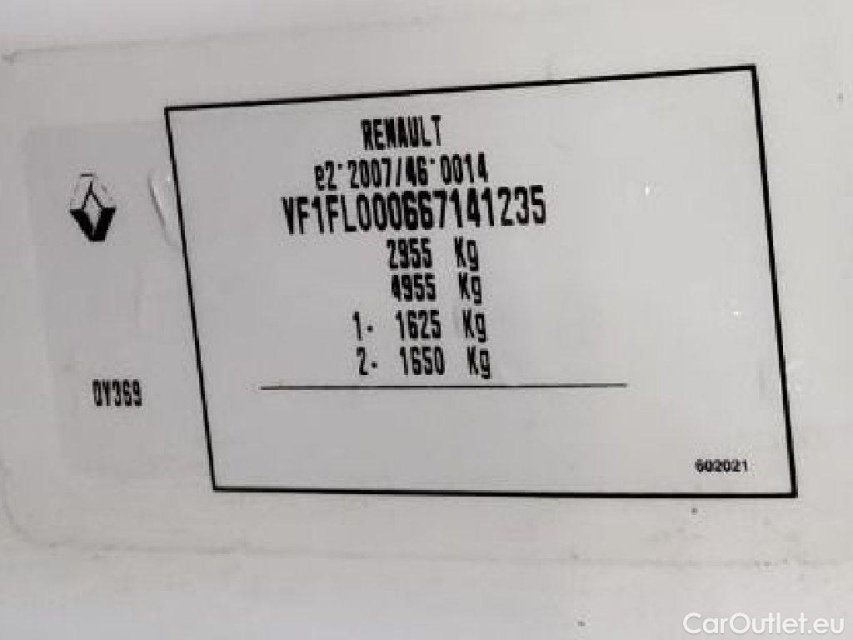 RENAULT
e2*2007/46*0014
VF1FL000667141235
2955 Kg
4955 Kg
1- 1625 Kg
2- 1650 Kg
DV369
602021
CarOutlet.eu